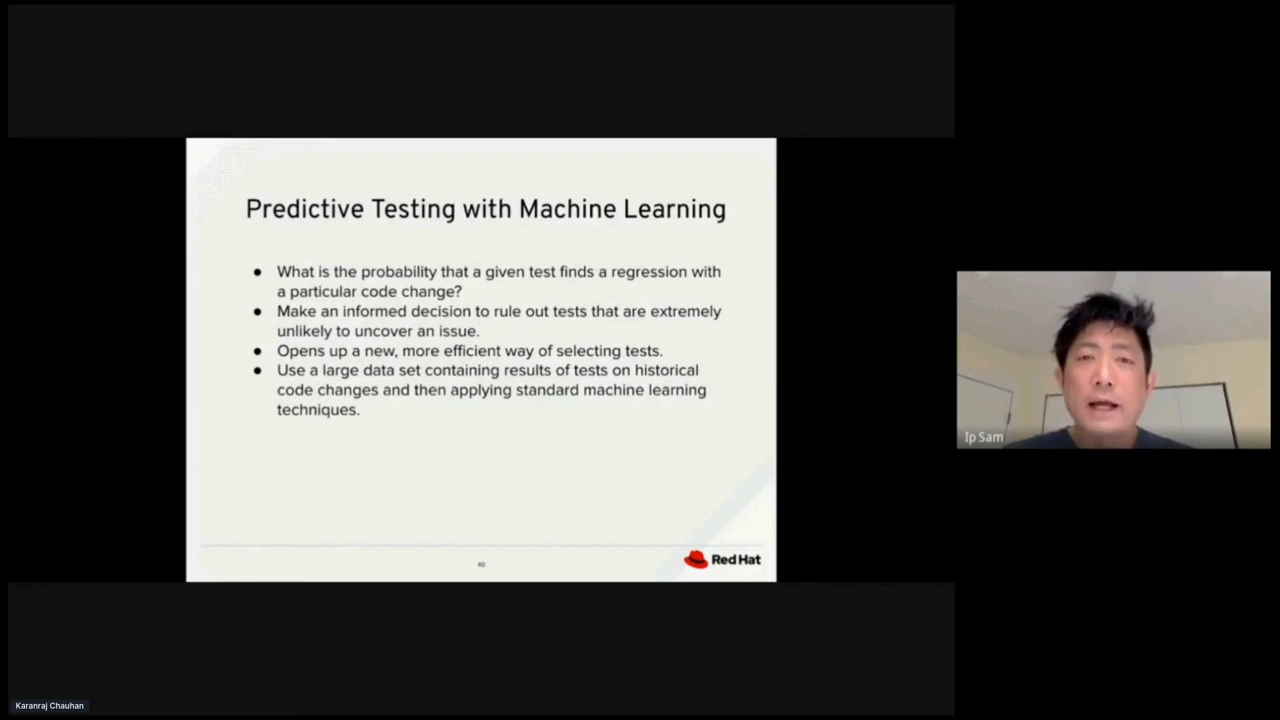 Predictive Testing with Machine Learning
● What is the probability that a given test finds a regression with
a particular code change?
● Make an informed decision to rule out tests that are extremely
unlikely to uncover an issue.
● Opens up a new, more efficient way of selecting tests.
● Use a large data set containing results of tests on historical
code changes and then applying standard machine learning
techniques.
40
Red Hat
Ip Sam
Karanraj Chauhan